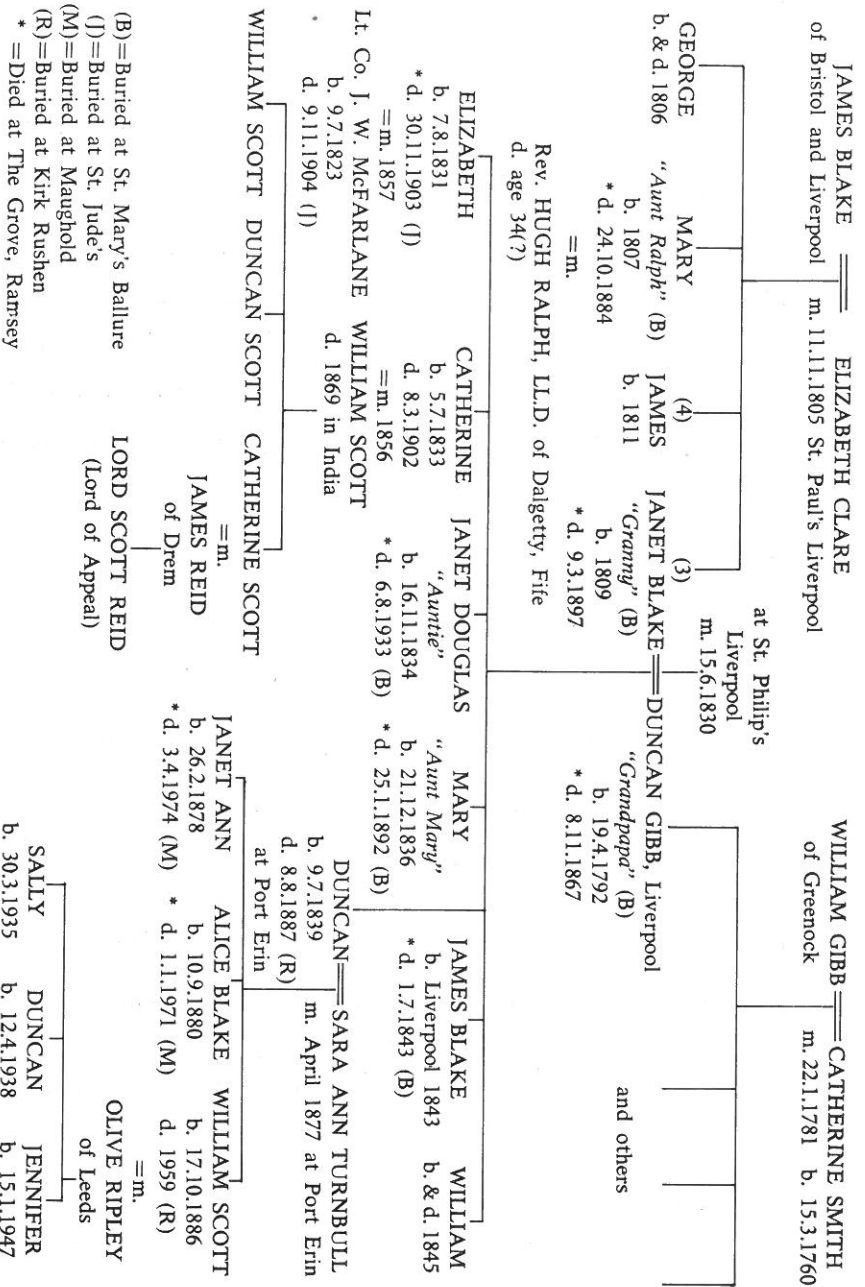 JAMES BLAKE == ELIZABETH CLARE
of Bristol and Liverpool m. 11.11.1805 St. Paul's Liverpool
WILLIAM GIBB == CATHERINE SMITH
of Greenock m. 22.1.1781 b. 15.3.1760
GEORGE
b. & d. 1806
MARY
"Aunt Ralph" (B)
b. 1807
* d. 24.10.1884
=m.
Rev. HUGH RALPH, LL.D. of Dalgetty, Fife
d. age 34(?)
(4)
JAMES
b. 1811
(3)
JANET BLAKE == DUNCAN GIBB, Liverpool
"Granny" (B)
b. 1809
* d. 9.3.1897
at St. Philip's
Liverpool
m. 15.6.1830
"Grandpapa" (B)
b. 19.4.1792
* d. 8.11.1867
and others
ELIZABETH
b. 7.8.1831
* d. 30.11.1903 (J)
=m. 1857
Lt. Co. J. W. McFARLANE
b. 9.7.1823
d. 9.11.1904 (J)
CATHERINE
b. 5.7.1833
d. 8.3.1902
=m. 1856
WILLIAM SCOTT
d. 1869 in India
JANET DOUGLAS
"Auntie"
b. 16.11.1834
* d. 6.8.1933 (B)
MARY
"Aunt Mary"
b. 21.12.1836
* d. 25.1.1892 (B)
JAMES BLAKE
b. Liverpool 1843
* d. 1.7.1843 (B)
WILLIAM
b. & d. 1845
DUNCAN == SARA ANN TURNBULL
b. 9.7.1839 m. April 1877 at Port Erin
d. 8.8.1887 (R)
at Port Erin
WILLIAM SCOTT DUNCAN SCOTT CATHERINE SCOTT
=m.
JAMES REID
of Drem
LORD SCOTT REID
(Lord of Appeal)
JANET ANN
b. 26.2.1878
* d. 3.4.1974 (M)
ALICE BLAKE
b. 10.9.1880
* d. 1.1.1971 (M)
WILLIAM SCOTT
b. 17.10.1886
d. 1959 (R)
=m.
OLIVE RIPLEY
of Leeds
SALLY
b. 30.3.1935
DUNCAN
b. 12.4.1938
JENNIFER
b. 15.1.1947
(B)=Buried at St. Mary's Ballure
(J)=Buried at St. Jude's
(M)=Buried at Maughold
(R)=Buried at Kirk Rushen
* =Died at The Grove, Ramsey